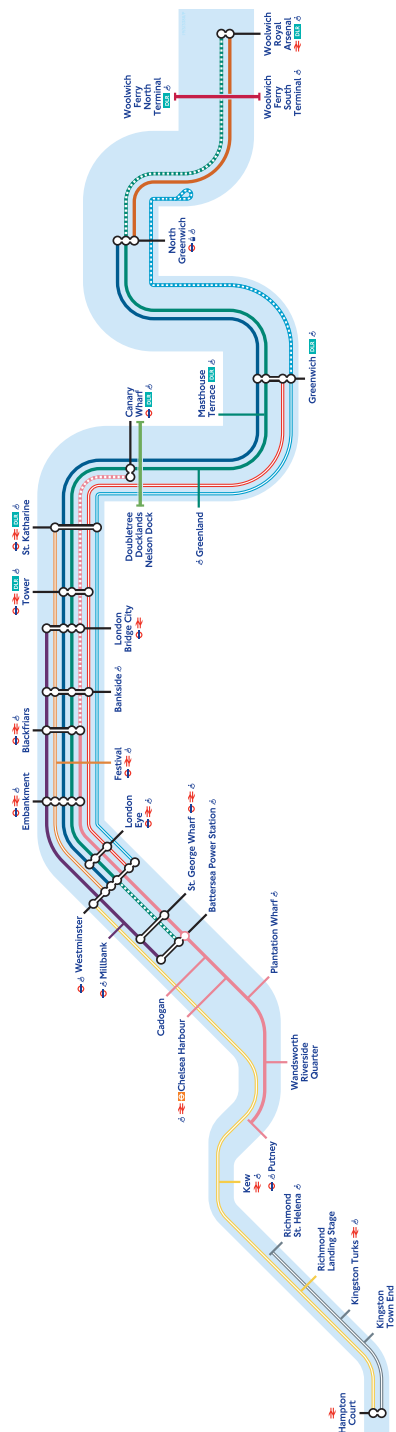 Woolwich
Royal
Arsenal
DLR
Woolwich
Ferry
North
Terminal
DLR
Woolwich
Ferry
South
Terminal
North
Greenwich
Greenwich DLR
Masthouse
Terrace DLR
Canary
Wharf
DLR
Doubletree
Docklands
Nelson Dock
Greenland
St. Katharine
DLR
Tower
DLR
London
Bridge City
Bankside
Blackfriars
Festival
Embankment
London
Eye
St. George Wharf
Battersea Power Station
Westminster
Millbank
Cadogan
Chelsea Harbour
Plantation Wharf
Wandsworth
Riverside
Quarter
Putney
Kew
Richmond
St. Helena
Richmond
Landing Stage
Kingston Turks
Kingston
Town End
Hampton
Court